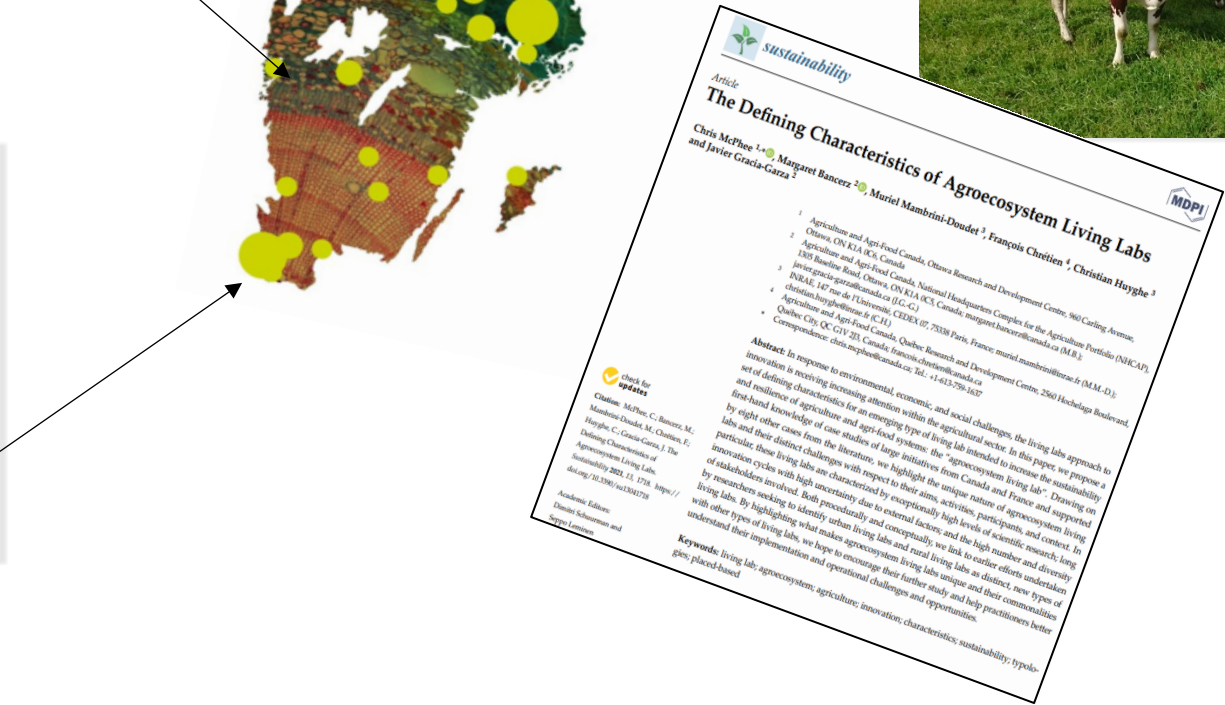 sustainability
Article
The Defining Characteristics of Agroecosystem Living Labs
Chris McPhee 1,*, Margaret Bancerz 2, Muriel Mambrini-Doudet 3, François Chrétien 4, Christian Huyghe 3
and Javier Gracia-Garza 2
MDPI
1 Agriculture and Agri-Food Canada, Ottawa Research and Development Centre, 960 Carling Avenue,
Ottawa, ON K1A 0C6, Canada
2 Agriculture and Agri-Food Canada, National Headquarters Complex for the Agriculture Portfolio (NHCAP),
1305 Baseline Road, Ottawa, ON K1A 0C5, Canada; margaret.bancerz@canada.ca (M.B.);
javier.gracia-garza@canada.ca (J.G.-G.)
3 INRAE, 147 rue de l'Université, CEDEX 07, 75338 Paris, France; muriel.mambrini@inrae.fr (M.M.-D.);
christian.huyghe@inrae.fr (C.H.)
4 Agriculture and Agri-Food Canada, Québec Research and Development Centre, 2560 Hochelaga Boulevard,
Québec City, QC G1V 2J3, Canada; francois.chretien@canada.ca
* Correspondence: chris.mcphee@canada.ca; Tel.: +1-613-759-1637
Abstract: In response to environmental, economic, and social challenges, the living labs approach to
innovation is receiving increasing attention within the agricultural sector. In this paper, we propose a
set of defining characteristics for an emerging type of living lab intended to increase the sustainability
and resilience of agriculture and agri-food systems: the "agroecosystem living lab". Drawing on
first-hand knowledge of case studies of large initiatives from Canada and France and supported
by eight other cases from the literature, we highlight the unique nature of agroecosystem living
labs and their distinct challenges with respect to their aims, activities, participants, and context. In
particular, these living labs are characterized by exceptionally high levels of scientific research; long
innovation cycles with high uncertainty due to external factors; and the high number and diversity
of stakeholders involved. Both procedurally and conceptually, we link to earlier efforts undertaken
by researchers seeking to identify urban living labs and rural living labs as distinct, new types of
living labs. By highlighting what makes agroecosystem living labs unique and their commonalities
with other types of living labs, we hope to encourage their further study and help practitioners better
understand their implementation and operational challenges and opportunities.
Keywords: living lab; agroecosystem; agriculture; innovation; characteristics; sustainability; typolo-
gies; placed-based
check for
updates
Citation: McPhee, C.; Bancerz, M.;
Mambrini-Doudet, M.; Chrétien, F.;
Huyghe, C.; Gracia-Garza, J. The
Defining Characteristics of
Agroecosystem Living Labs.
Sustainability 2021, 13, 1718. https://
doi.org/10.3390/su13041718
Academic Editors:
Dimitri Schuurman and
Seppo Leminen